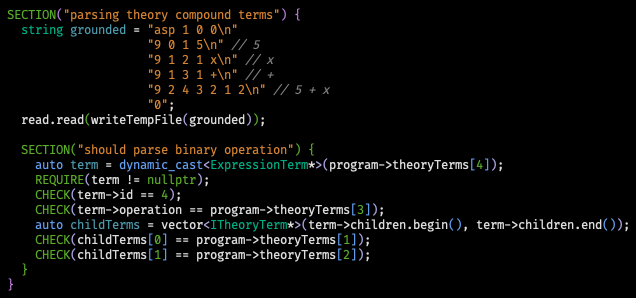 SECTION("parsing theory compound terms") {
  string grounded = "asp 1 0 0\n"
                    "9 0 1 5\n" // 5
                    "9 1 2 1 x\n" // x
                    "9 1 3 1 +\n" // +
                    "9 2 4 3 2 1 2\n" // 5 + x
                    "0";
  read.read(writeTempFile(grounded));

  SECTION("should parse binary operation") {
    auto term = dynamic_cast<ExpressionTerm*>(program->theoryTerms[4]);
    REQUIRE(term != nullptr);
    CHECK(term->id == 4);
    CHECK(term->operation == program->theoryTerms[3]);
    auto childTerms = vector<ITheoryTerm*>(term->children.begin(), term->children.end());
    CHECK(childTerms[0] == program->theoryTerms[1]);
    CHECK(childTerms[1] == program->theoryTerms[2]);
  }
}